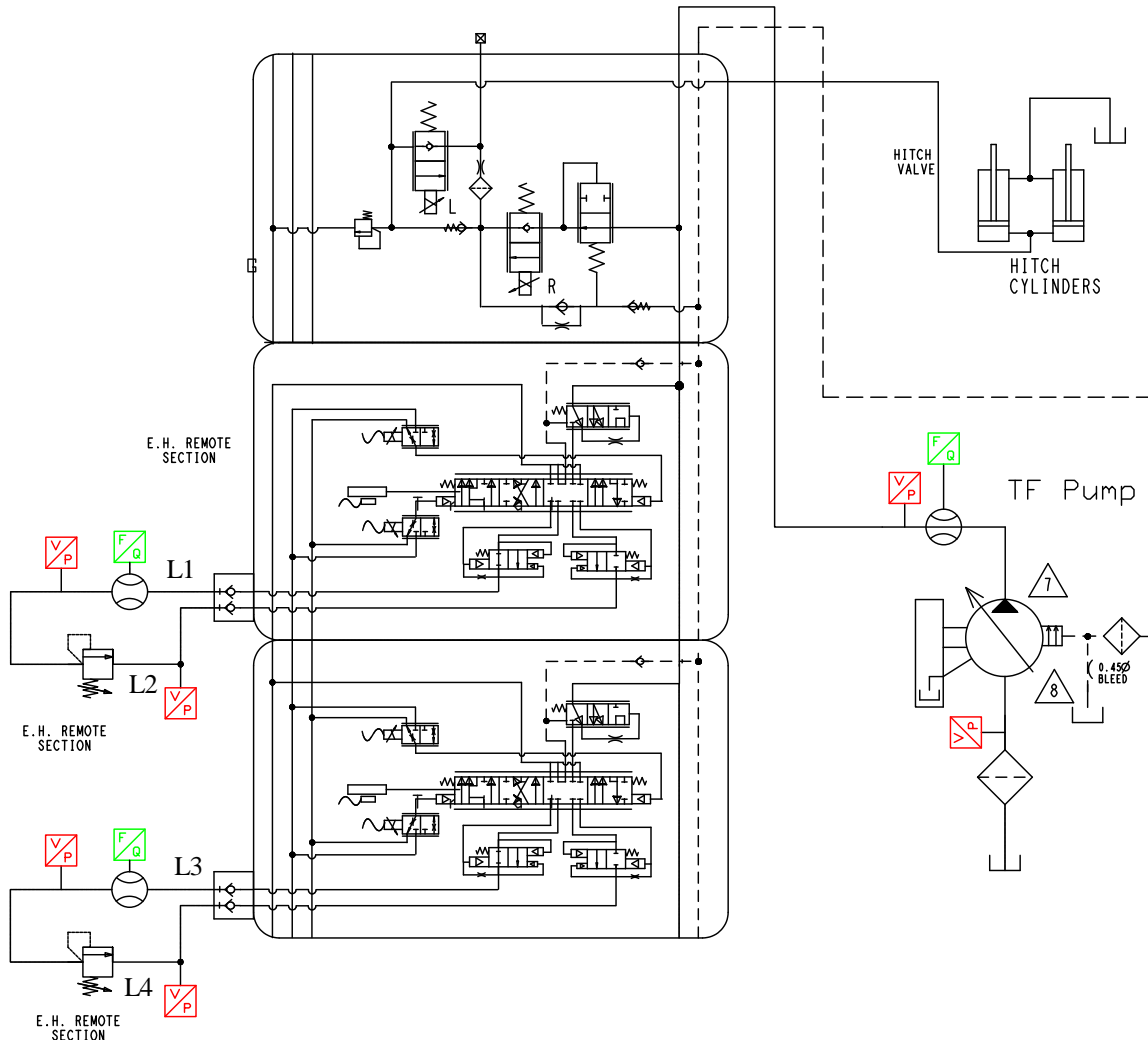 HITCH
VALVE
L
R
HITCH
CYLINDERS
E.H. REMOTE
SECTION
F/Q
V/P
TF Pump
V/P
F/Q
L1
7
0.45Ø
BLEED
8
L2
V/P
V/P
E.H. REMOTE
SECTION
V/P
F/Q
L3
L4
V/P
E.H. REMOTE
SECTION